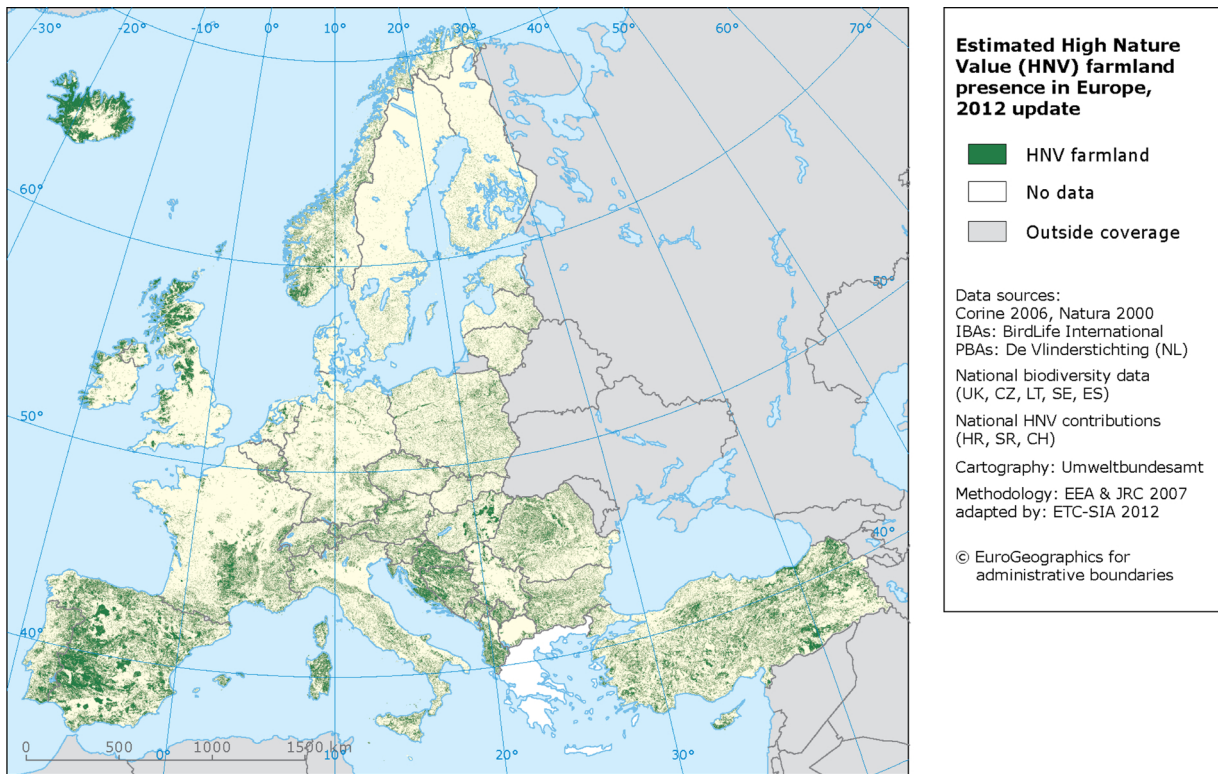 -30°
-20°
-10°
0°
10°
20°
30°
40°
50°
60°
70°
60°
50°
50°
40°
40°
0
500
1000
1500 km
0°
10°
20°
30°
Estimated High Nature
Value (HNV) farmland
presence in Europe,
2012 update
HNV farmland
No data
Outside coverage
Data sources:
Corine 2006, Natura 2000
IBAs: BirdLife International
PBAs: De Vlinderstichting (NL)
National biodiversity data
(UK, CZ, LT, SE, ES)
National HNV contributions
(HR, SR, CH)
Cartography: Umweltbundesamt
Methodology: EEA & JRC 2007
adapted by: ETC-SIA 2012
© EuroGeographics for
administrative boundaries